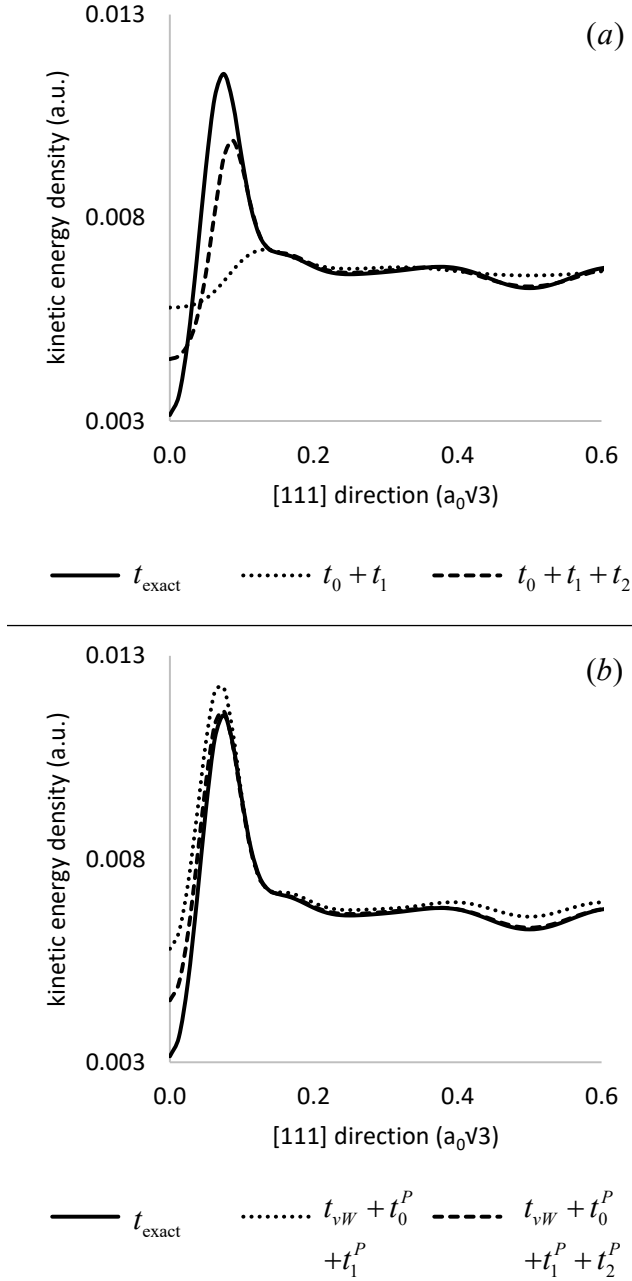 (a)
0.013
0.008
0.003
kinetic energy density (a.u.)
0.0 0.2 0.4 0.6
[111] direction (a₀√3)
t_exact t₀ + t₁ t₀ + t₁ + t₂
(b)
0.013
0.008
0.003
kinetic energy density (a.u.)
0.0 0.2 0.4 0.6
[111] direction (a₀√3)
t_exact t_vW + t₀^P t_vW + t₀^P
+ t₁^P + t₁^P + t₂^P